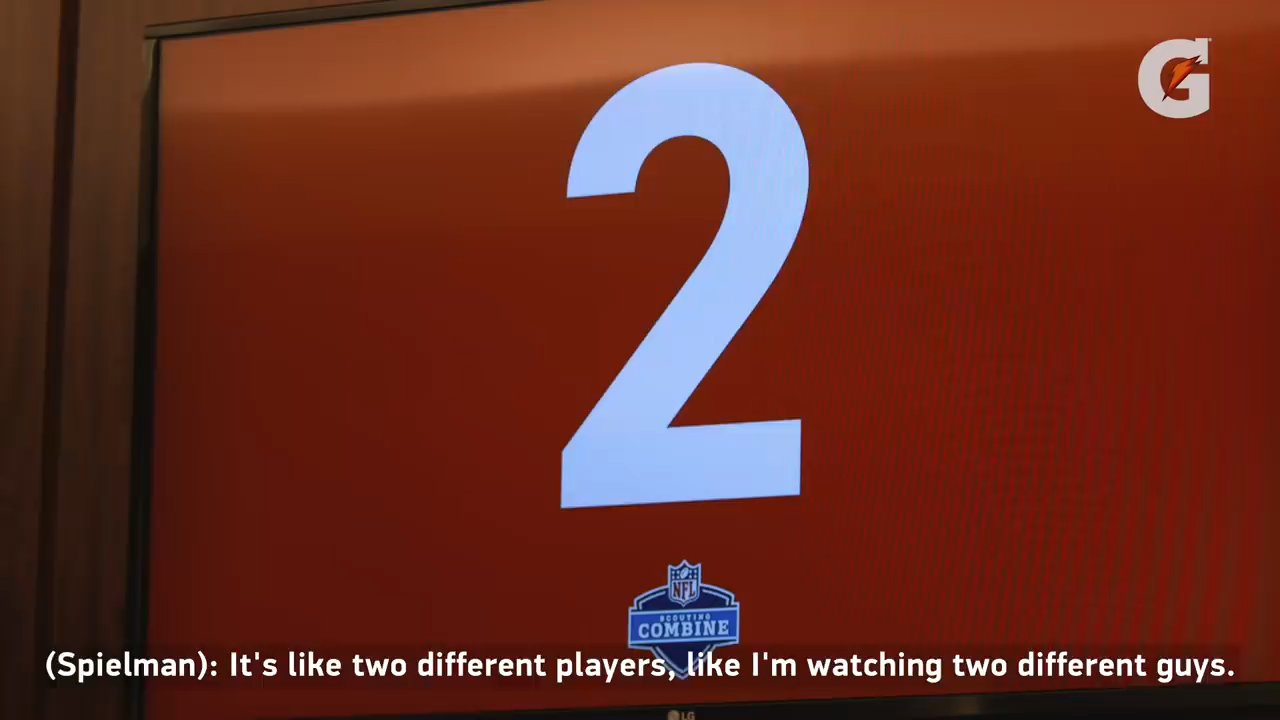 G
2
NFL
SCOUTING
COMBINE
(Spielman): It's like two different players, like I'm watching two different guys.
LG